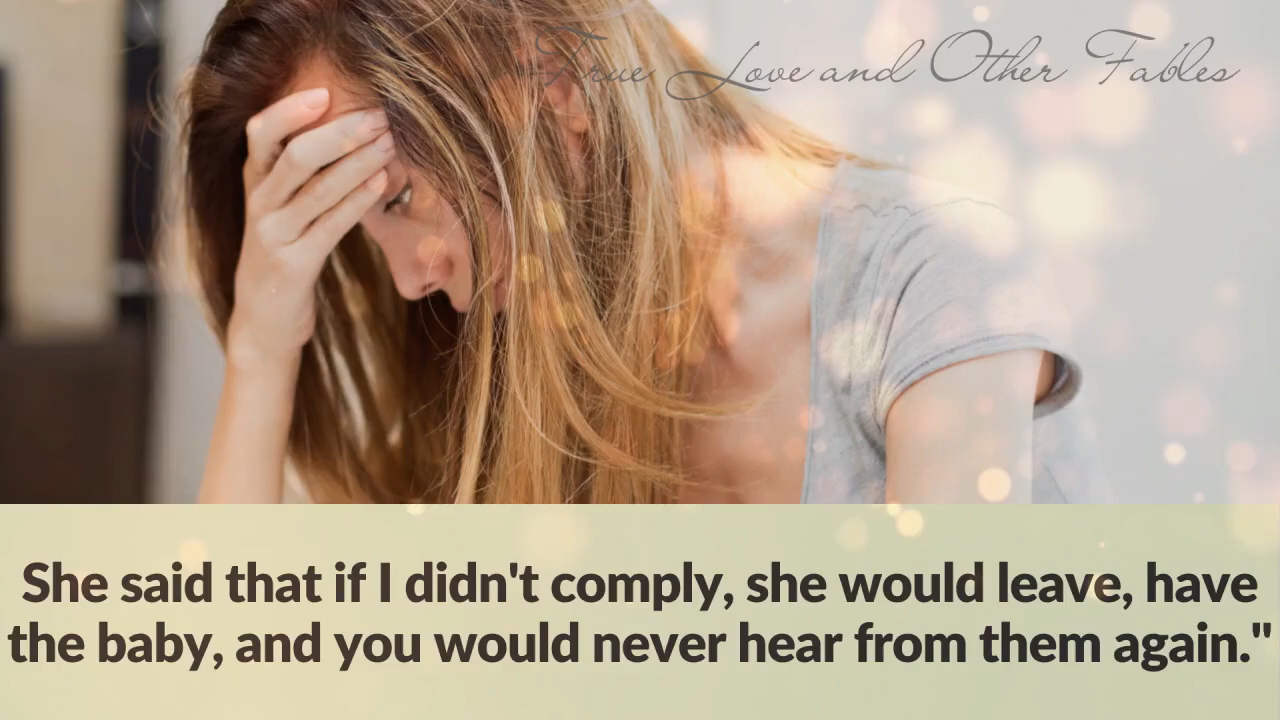 True Love and Other Fables
She said that if I didn't comply, she would leave, have
the baby, and you would never hear from them again."